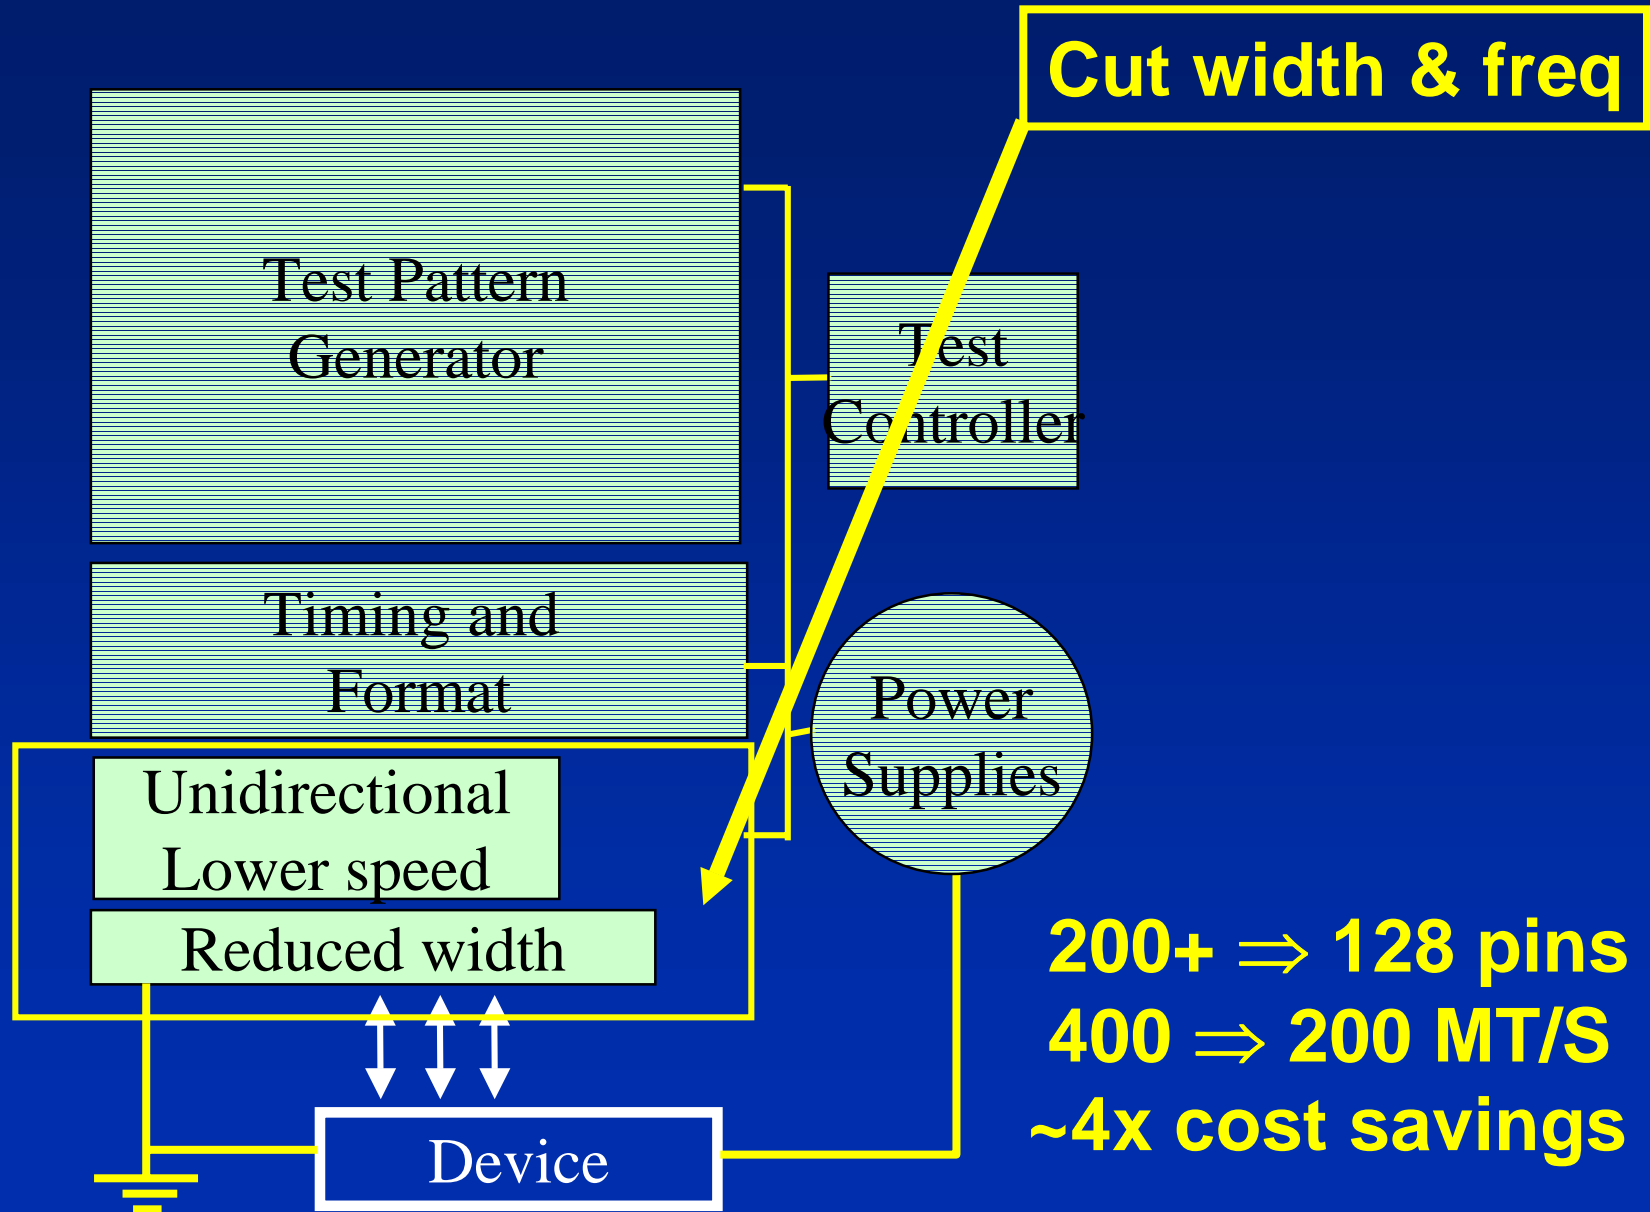 Cut width & freq
Test Pattern
Generator
Test
Controller
Timing and
Format
Power
Supplies
Unidirectional
Lower speed
Reduced width
200+ ⇒ 128 pins
400 ⇒ 200 MT/S
~4x cost savings
Device